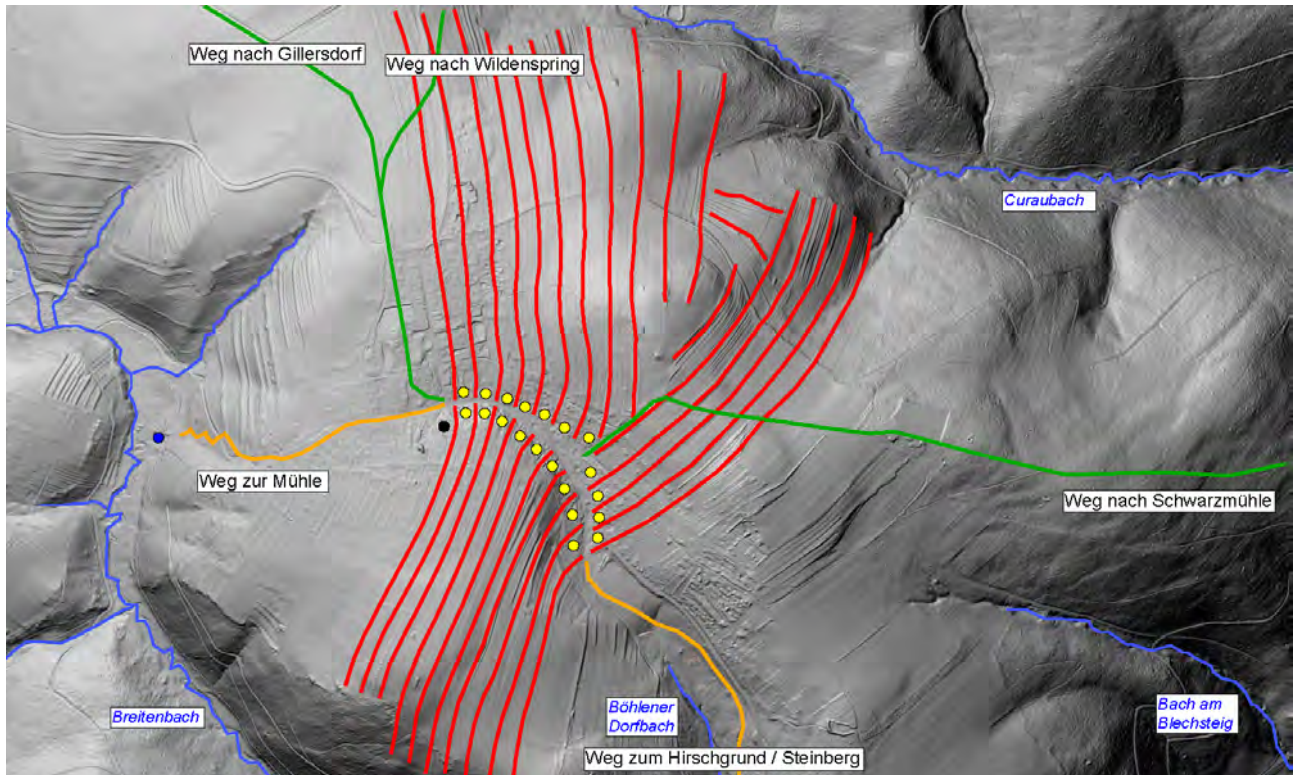 Weg nach Gillersdorf
Weg nach Wildenspring
Curaubach
Weg zur Mühle
Weg nach Schwarzmühle
Breitenbach
Böhlener
Dorfbach
Bach am
Blechsteig
Weg zum Hirschgrund / Steinberg